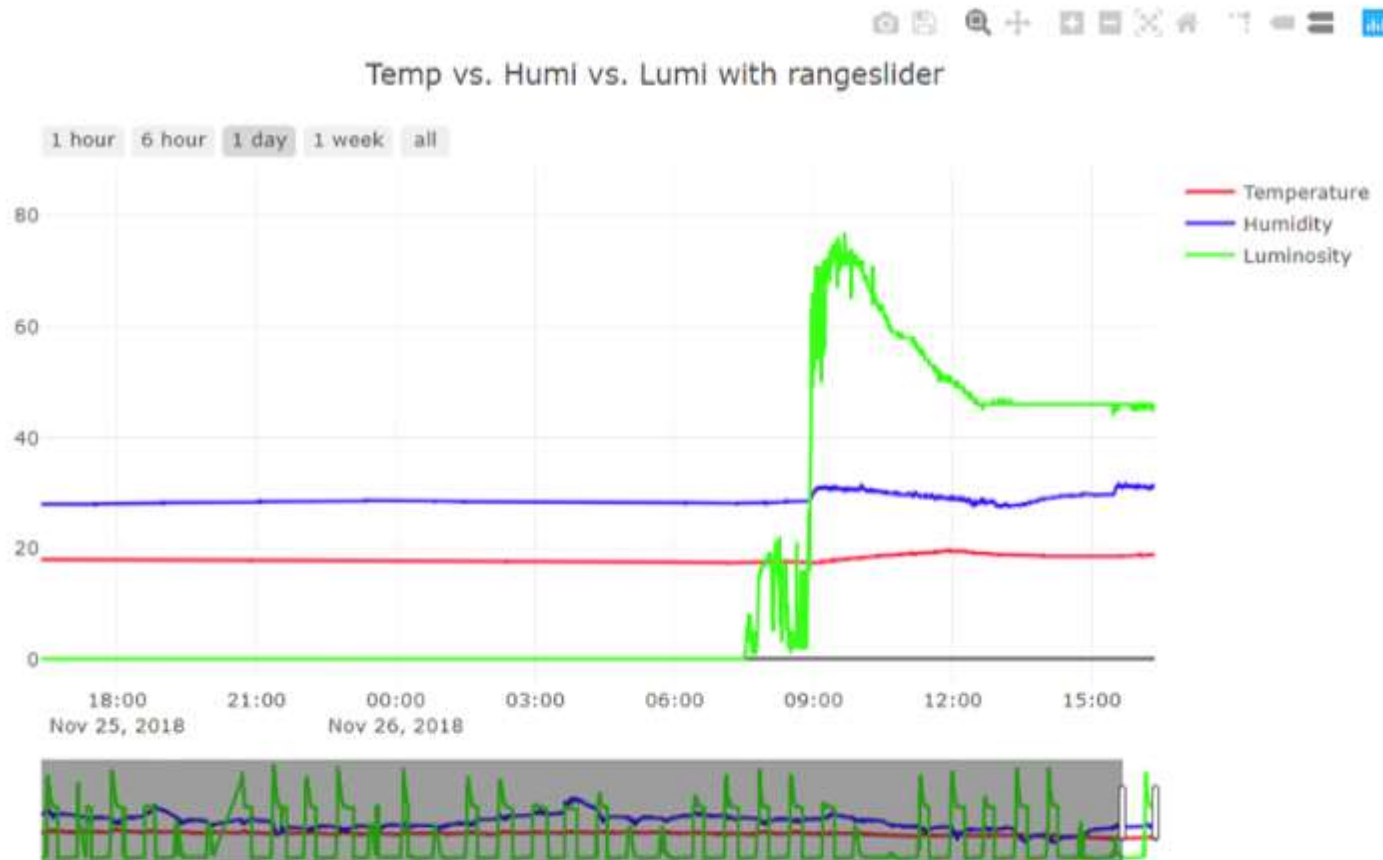 Temp vs. Humi vs. Lumi with rangeslider
1 hour 6 hour 1 day 1 week all
Temperature
Humidity
Luminosity
80
60
40
20
0
18:00 21:00 00:00 03:00 06:00 09:00 12:00 15:00
Nov 25, 2018 Nov 26, 2018